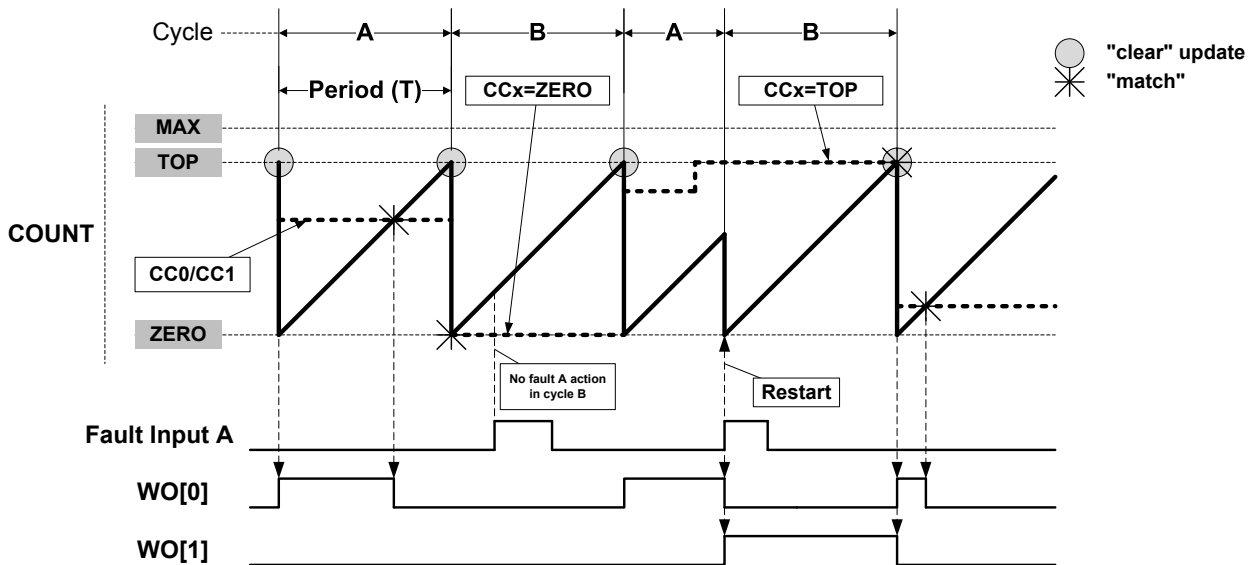 Cycle
A
B
A
B
"clear" update
"match"
Period (T)
CCx=ZERO
CCx=TOP
MAX
TOP
COUNT
CC0/CC1
ZERO
No fault A action
in cycle B
Restart
Fault Input A
WO[0]
WO[1]